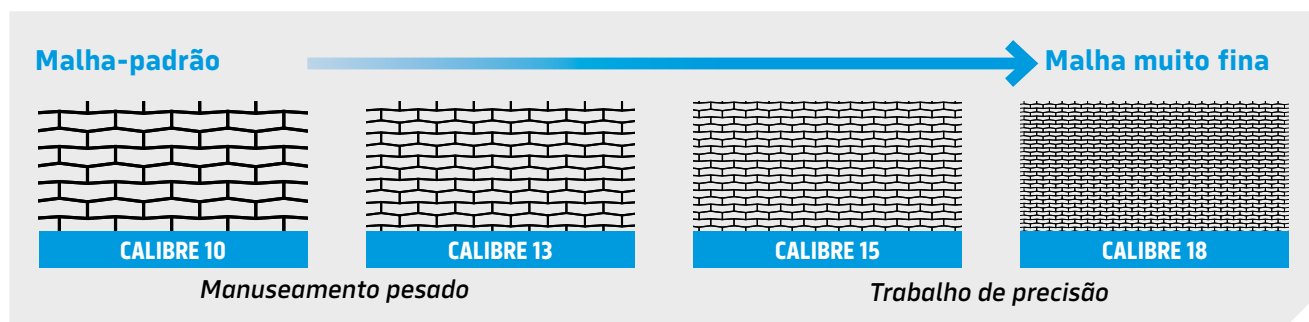 Malha-padrão
Malha muito fina
CALIBRE 10
CALIBRE 13
CALIBRE 15
CALIBRE 18
Manuseamento pesado
Trabalho de precisão